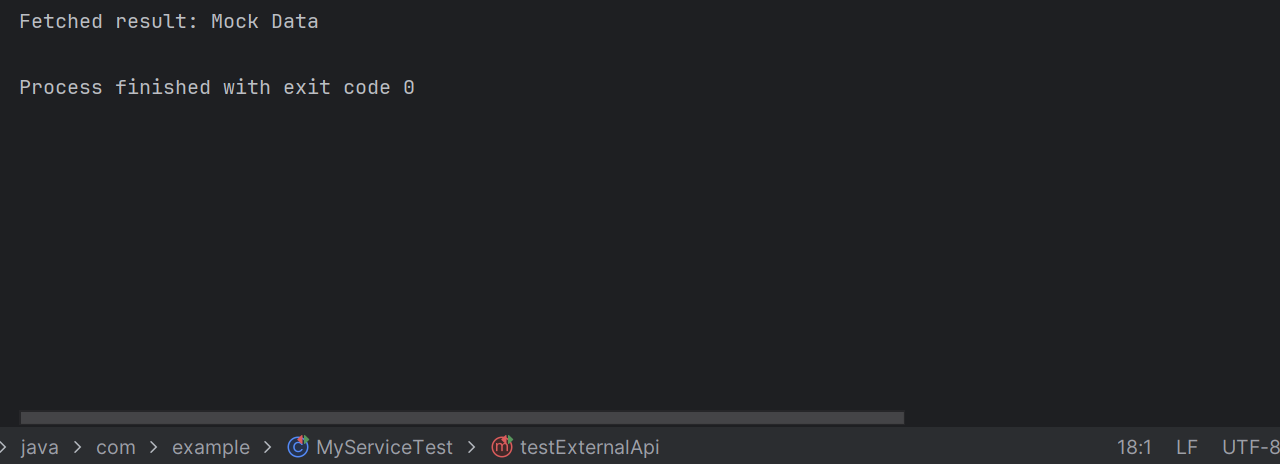 Fetched result: Mock Data
Process finished with exit code 0
java > com > example > MyServiceTest > testExternalApi 18:1 LF UTF-8